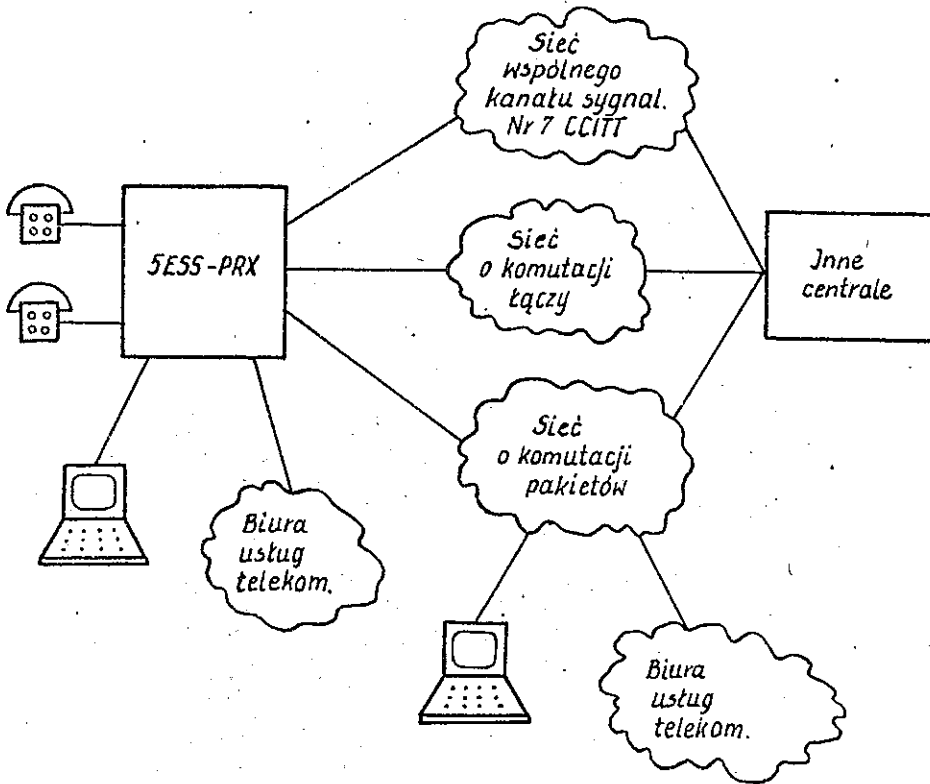 Sieć
wspólnego
kanału sygnal.
Nr 7 CCITT
5ESS-PRX
Sieć
o komutacji
Łączy
Inne
centrale
Sieć
o komutacji
pakietów
Biura
usług
telekom.
Biura
usług
telekom.